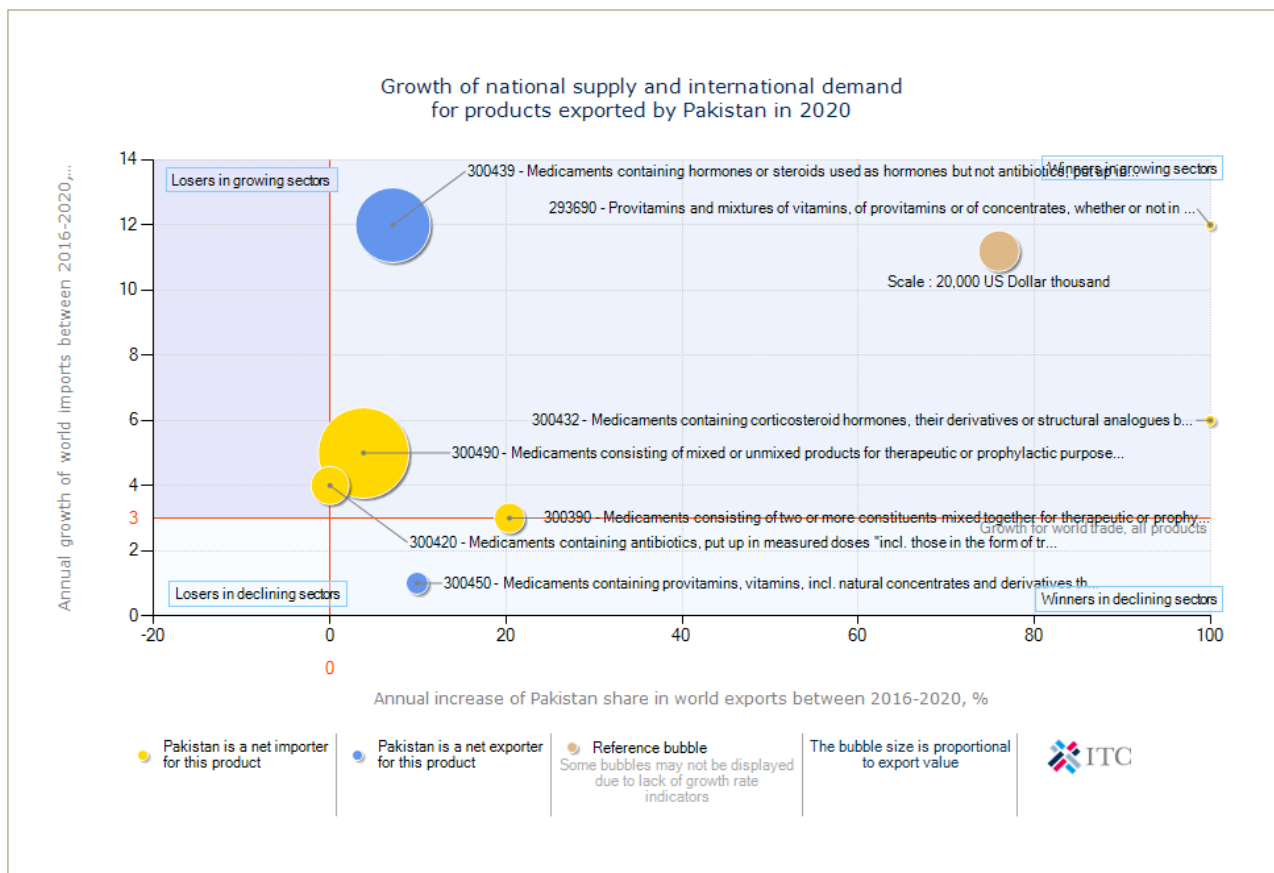 Growth of national supply and international demand
for products exported by Pakistan in 2020
Annual growth of world imports between 2016-2020,...
14
12
10
8
6
4
3
2
0
Losers in growing sectors
Winners in growing sectors
300439 - Medicaments containing hormones or steroids used as hormones but not antibiotics, put up in...
293690 - Provitamins and mixtures of vitamins, of provitamins or of concentrates, whether or not in ...
Scale : 20,000 US Dollar thousand
300432 - Medicaments containing corticosteroid hormones, their derivatives or structural analogues b...
300490 - Medicaments consisting of mixed or unmixed products for therapeutic or prophylactic purpose...
300390 - Medicaments consisting of two or more constituents mixed together for therapeutic or prophy...
Growth for world trade, all products
300420 - Medicaments containing antibiotics, put up in measured doses "incl. those in the form of tr...
300450 - Medicaments containing provitamins, vitamins, incl. natural concentrates and derivatives th...
Losers in declining sectors
Winners in declining sectors
-20 0 20 40 60 80 100
0
Annual increase of Pakistan share in world exports between 2016-2020, %
Pakistan is a net importer
for this product
Pakistan is a net exporter
for this product
Reference bubble
Some bubbles may not be displayed
due to lack of growth rate
indicators
The bubble size is proportional
to export value
ITC